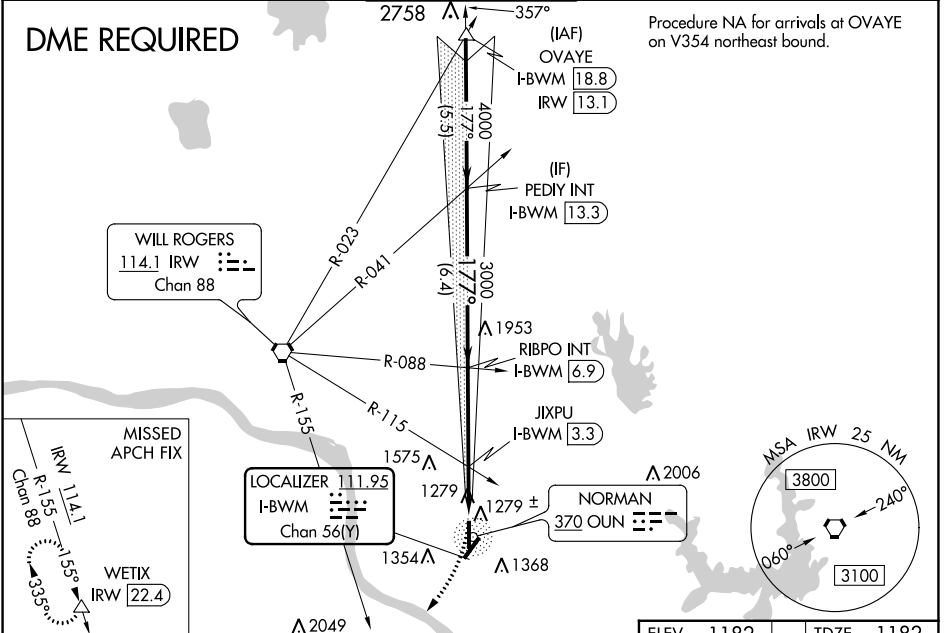 DME REQUIRED
2758
357°
Procedure NA for arrivals at OVAYE
on V354 northeast bound.
(IAF)
OVAYE
I-BWM 18.8
IRW 13.1
4000
177°
(5.5)
(IF)
PEDIY INT
I-BWM 13.3
WILL ROGERS
114.1 IRW
Chan 88
R-023
R-041
3000
177°
(6.4)
1953
RIBPO INT
I-BWM 6.9
R-088
R-115
R-155
JIXPU
I-BWM 3.3
MISSED
APCH FIX
IRW 114.1
R-155
Chan 88
155°
335°
WETIX
IRW 22.4
1575
1279
LOCALIZER 111.95
I-BWM
Chan 56(Y)
1279 ±
2006
NORMAN
370 OUN
1354
1368
2049
MSA IRW 25 NM
3800
240°
060°
3100
ELEV 1182
TDZE 1182